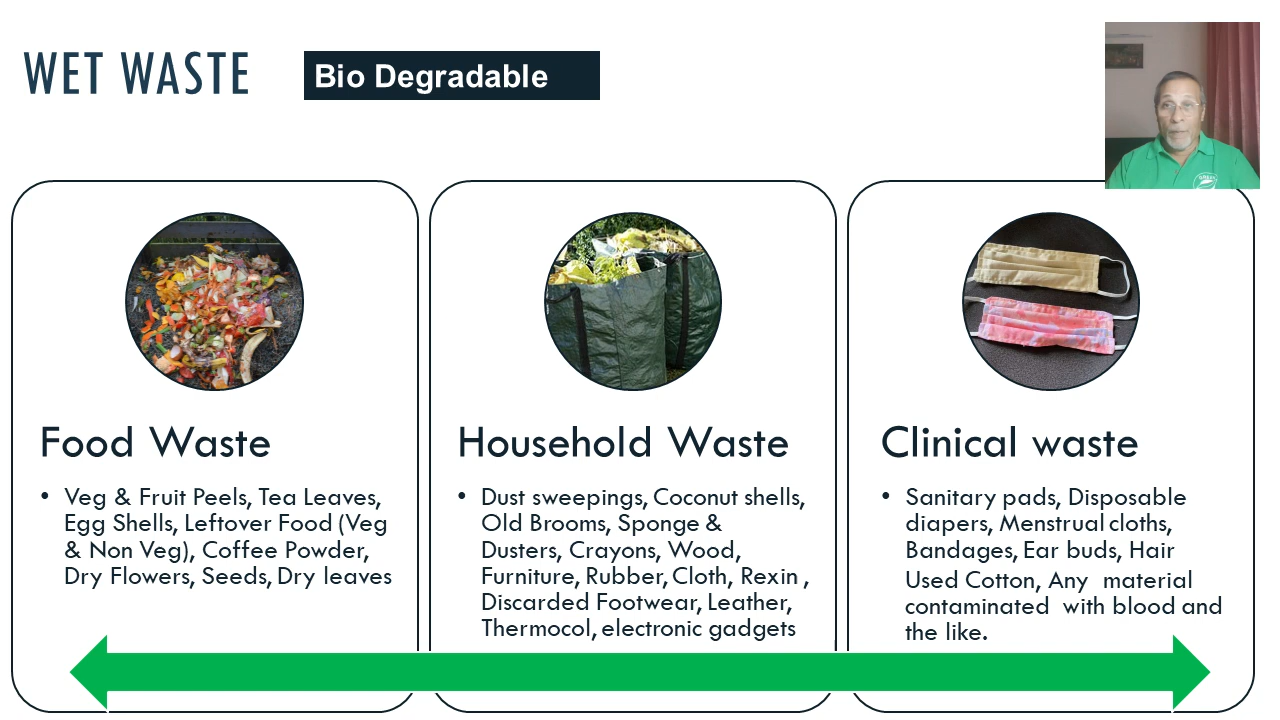 WET WASTE
Bio Degradable
GREEN
Food Waste
• Veg & Fruit Peels, Tea Leaves,
Egg Shells, Leftover Food (Veg
& Non Veg), Coffee Powder,
Dry Flowers, Seeds, Dry leaves
Household Waste
• Dust sweepings, Coconut shells,
Old Brooms, Sponge &
Dusters, Crayons, Wood,
Furniture, Rubber, Cloth, Rexin ,
Discarded Footwear, Leather,
Thermocol, electronic gadgets
Clinical waste
• Sanitary pads, Disposable
diapers, Menstrual cloths,
Bandages, Ear buds, Hair
Used Cotton, Any material
contaminated with blood and
the like.